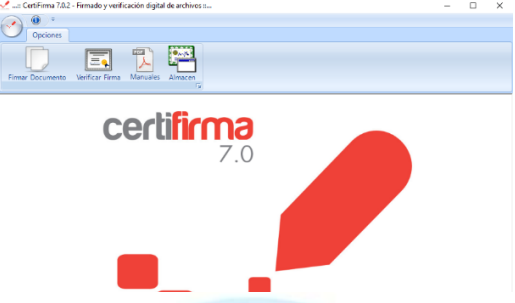 ...:: CertiFirma 7.0.2 - Firmado y verificación digital de archivos ::...
Opciones
Firmar Documento Verificar Firma Manuales Almacen
PDF
certifirma
7.0